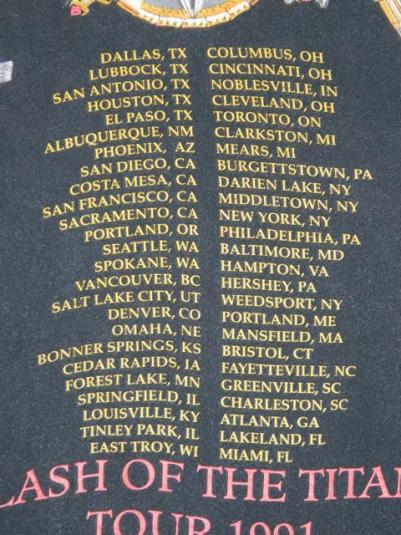 DALLAS, TX
LUBBOCK, TX
SAN ANTONIO, TX
HOUSTON, TX
EL PASO, TX
ALBUQUERQUE, NM
PHOENIX, AZ
SAN DIEGO, CA
COSTA MESA, CA
SAN FRANCISCO, CA
SACRAMENTO, CA
PORTLAND, OR
SEATTLE, WA
SPOKANE, WA
VANCOUVER, BC
SALT LAKE CITY, UT
DENVER, CO
OMAHA, NE
BONNER SPRINGS, KS
CEDAR RAPIDS, IA
FOREST LAKE, MN
SPRINGFIELD, IL
LOUISVILLE, KY
TINLEY PARK, IL
EAST TROY, WI
COLUMBUS, OH
CINCINNATI, OH
NOBLESVILLE, IN
CLEVELAND, OH
TORONTO, ON
CLARKSTON, MI
MEARS, MI
BURGETTSTOWN, PA
DARIEN LAKE, NY
MIDDLETOWN, NY
NEW YORK, NY
PHILADELPHIA, PA
BALTIMORE, MD
HAMPTON, VA
HERSHEY, PA
WEEDSPORT, NY
PORTLAND, ME
MANSFIELD, MA
BRISTOL, CT
FAYETTEVILLE, NC
GREENVILLE, SC
CHARLESTON, SC
ATLANTA, GA
LAKELAND, FL
MIAMI, FL
LASH OF THE TITAN
TOUR 1991